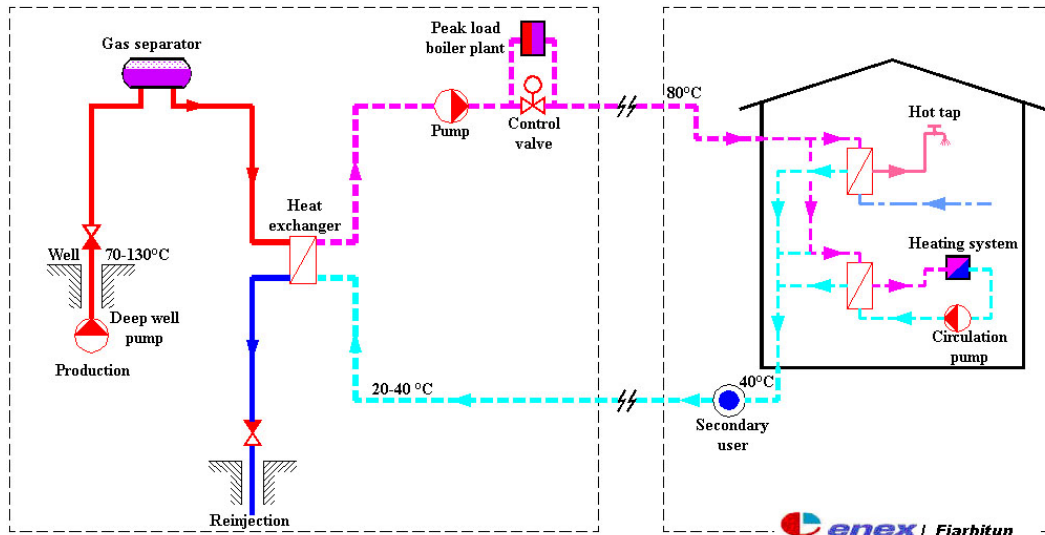 Gas separator
Peak load
boiler plant
Pump
Control
valve
80°C
Hot tap
Heat
exchanger
Well
70-130°C
Deep well
pump
Production
Heating system
Circulation
pump
20-40 °C
40°C
Secondary
user
Reinjection
enex | Fjarhitun